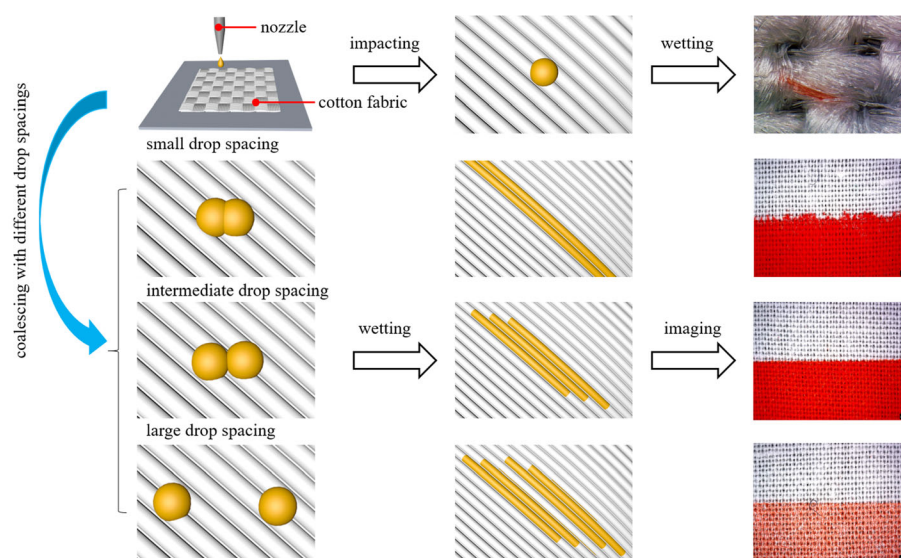 nozzle
impacting
wetting
cotton fabric
coalescing with different drop spacings
small drop spacing
intermediate drop spacing
wetting
imaging
large drop spacing